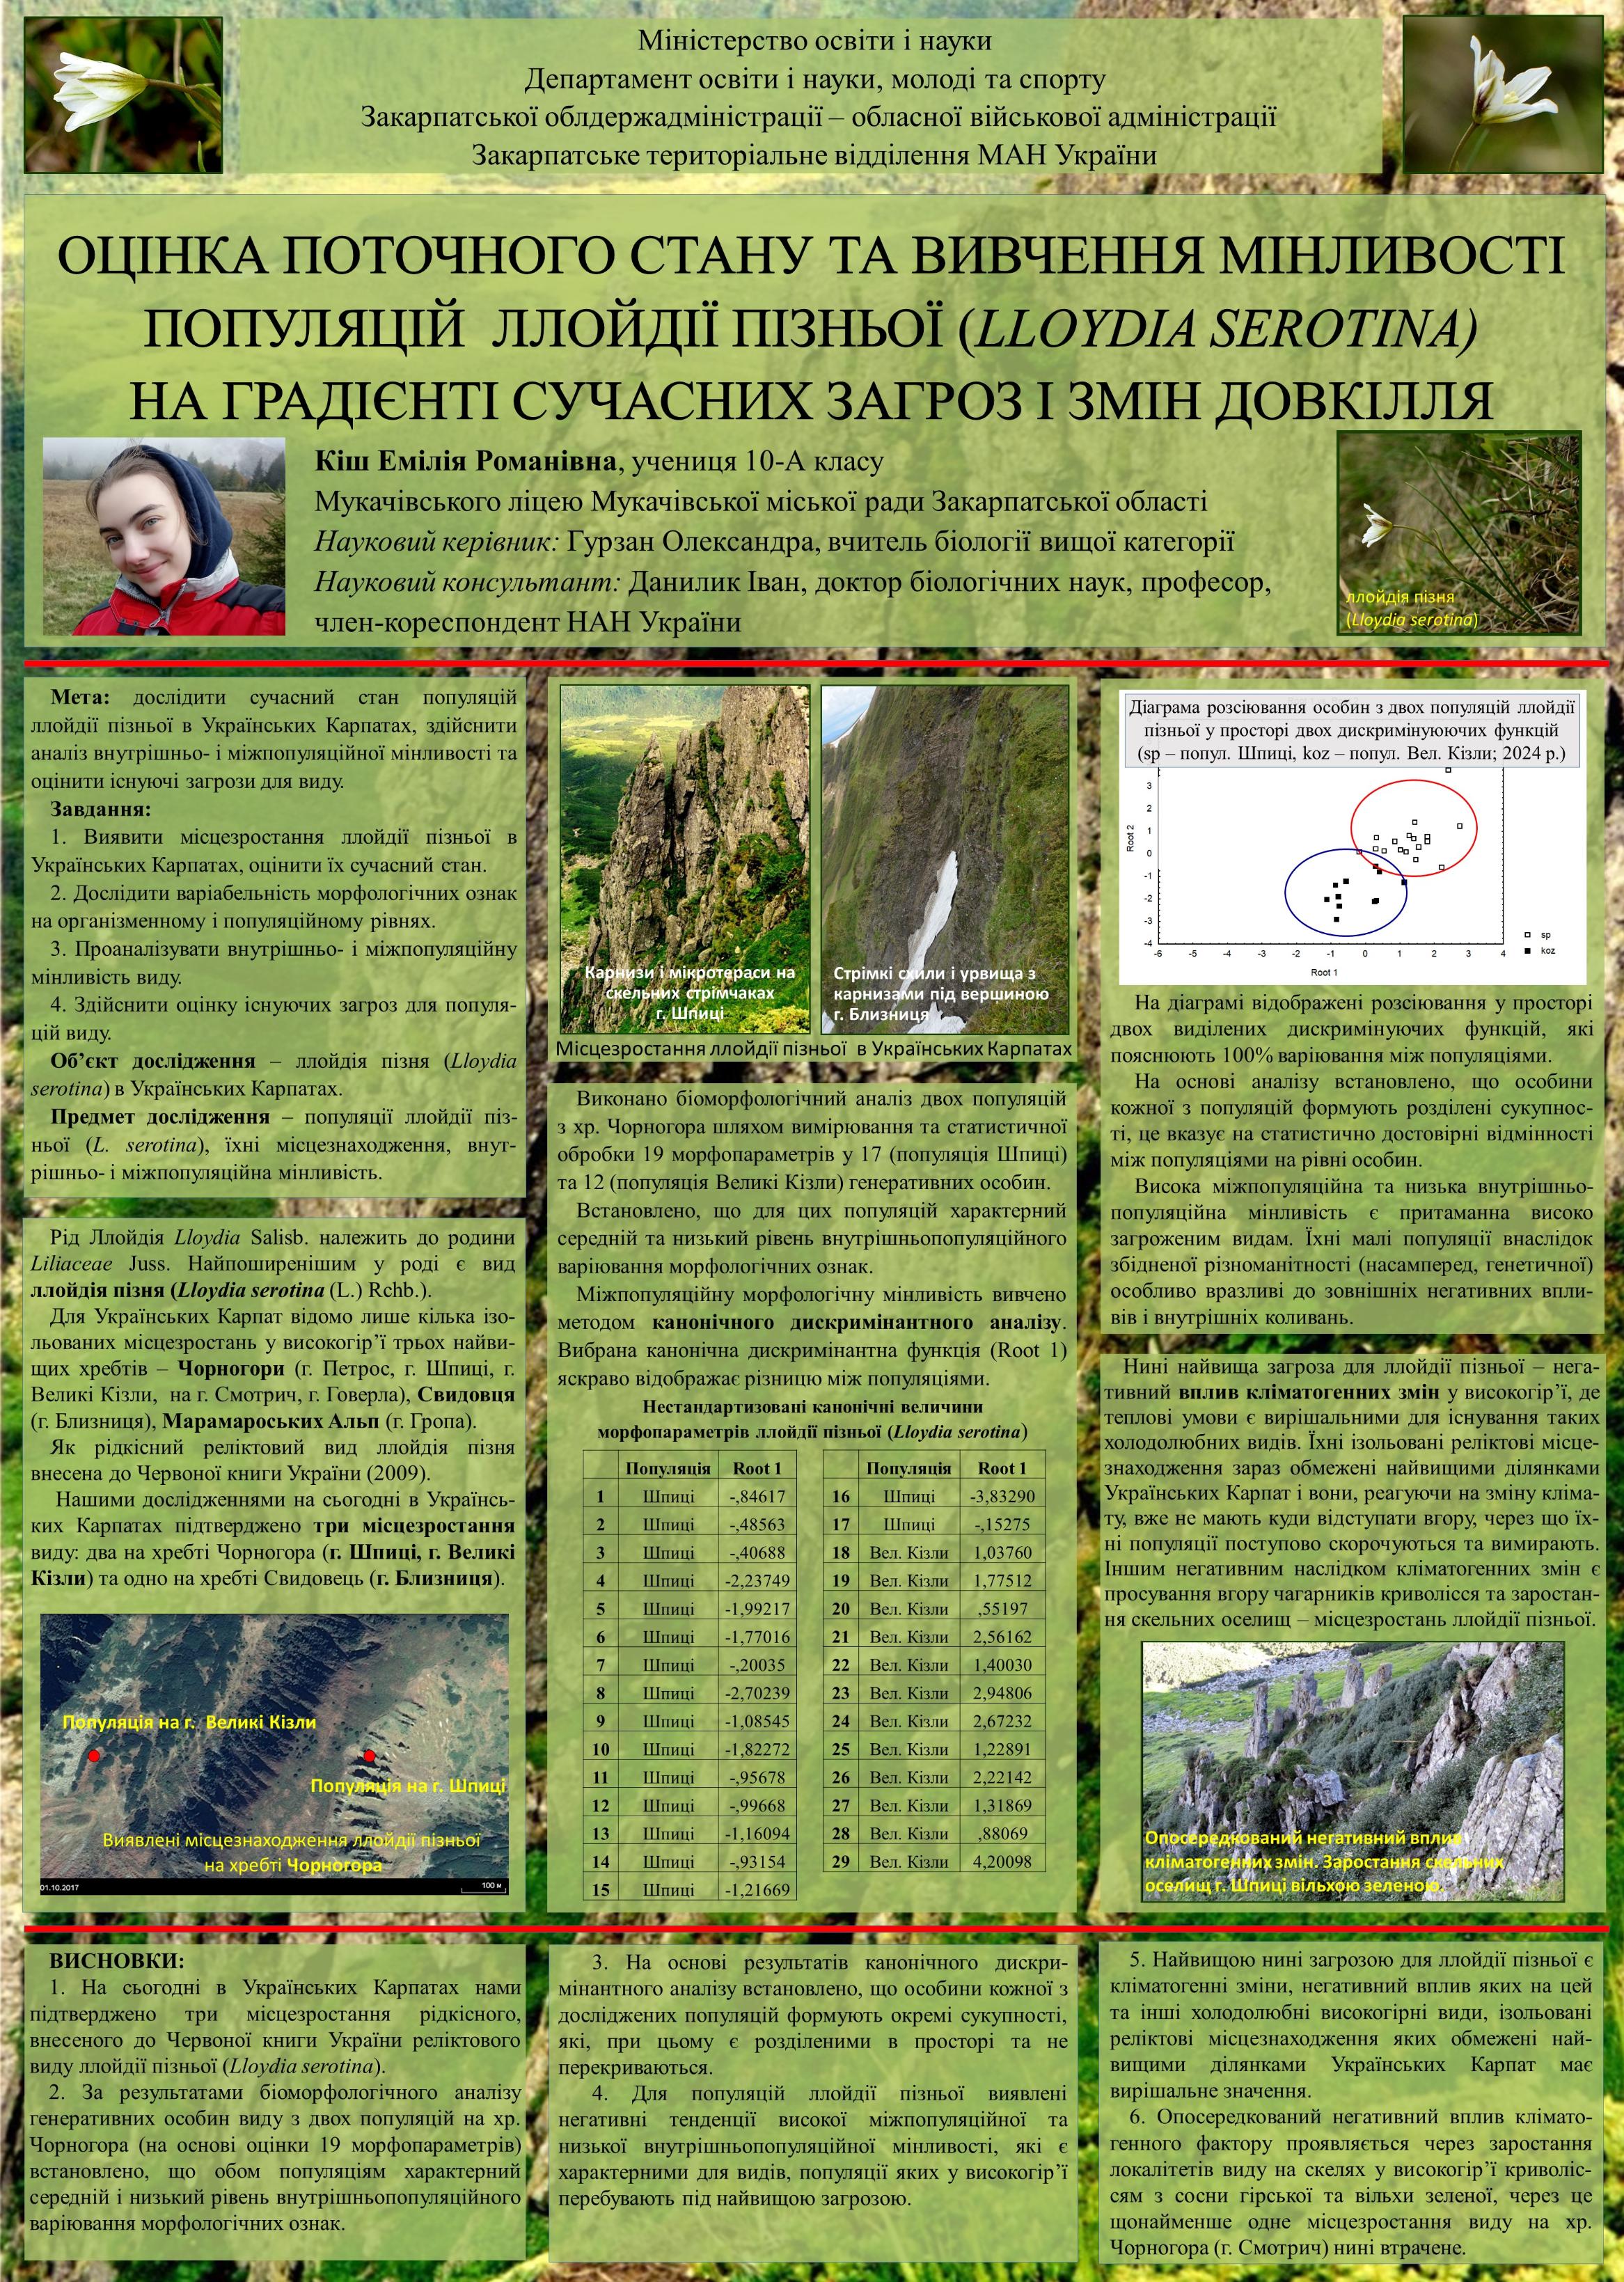 Міністерство освіти і науки
Департамент освіти і науки, молоді та спорту
Закарпатської облдержадміністрації – обласної військової адміністрації
Закарпатське територіальне відділення МАН України
ОЦІНКА ПОТОЧНОГО СТАНУ ТА ВИВЧЕННЯ МІНЛИВОСТІ
ПОПУЛЯЦІЙ ЛЛОЙДІЇ ПІЗНЬОЇ (LLOYDIA SEROTINA)
НА ГРАДІЄНТІ СУЧАСНИХ ЗАГРОЗ І ЗМІН ДОВКІЛЛЯ
Кіш Емілія Романівна, учениця 10-А класу
Мукачівського ліцею Мукачівської міської ради Закарпатської області
Науковий керівник: Гурзан Олександра, вчитель біології вищої категорії
Науковий консультант: Данилик Іван, доктор біологічних наук, професор,
член-кореспондент НАН України
ллойдія пізня
(Lloydia serotina)
Мета: дослідити сучасний стан популяцій
ллойдії пізньої в Українських Карпатах, здійснити
аналіз внутрішньо- і міжпопуляційної мінливості та
оцінити існуючі загрози для виду.
Завдання:
1. Виявити місцезростання ллойдії пізньої в
Українських Карпатах, оцінити їх сучасний стан.
2. Дослідити варіабельність морфологічних ознак
на організменному і популяційному рівнях.
3. Проаналізувати внутрішньо- і міжпопуляційну
мінливість виду.
4. Здійснити оцінку існуючих загроз для популя-
цій виду.
Об’єкт дослідження – ллойдія пізня (Lloydia
serotina) в Українських Карпатах.
Предмет дослідження – популяції ллойдії піз-
ньої (L. serotina), їхні місцезнаходження, внут-
рішньо- і міжпопуляційна мінливість.
Рід Ллойдія Lloydia Salisb. належить до родини
Liliaceae Juss. Найпоширенішим у роді є вид
ллойдія пізня (Lloydia serotina (L.) Rchb.).
Для Українських Карпат відомо лише кілька ізо-
льованих місцезростань у високогір’ї трьох найви-
щих хребтів – Чорногори (г. Петрос, г. Шпиці, г.
Великі Кізли, на г. Смотрич, г. Говерла), Свидовця
(г. Близниця), Марамароських Альп (г. Гропа).
Як рідкісний реліктовий вид ллойдія пізня
внесена до Червоної книги України (2009).
Нашими дослідженнями на сьогодні в Українсь-
ких Карпатах підтверджено три місцезростання
виду: два на хребті Чорногора (г. Шпиці, г. Великі
Кізли) та одно на хребті Свидовець (г. Близниця).
Популяція на г. Великі Кізли
Популяція на г. Шпиці
Виявлені місцезнаходження ллойдії пізньої
на хребті Чорногора
01.10.2017
100 м
Карнизи і мікротераси на
скельних стрімчаках
г. Шпиці
Стрімкі схили і урвища з
карнизами під вершиною
г. Близниця
Місцезростання ллойдії пізньої в Українських Карпатах
Виконано біоморфологічний аналіз двох популяцій
з хр. Чорногора шляхом вимірювання та статистичної
обробки 19 морфопараметрів у 17 (популяція Шпиці)
та 12 (популяція Великі Кізли) генеративних особин.
Встановлено, що для цих популяцій характерний
середній та низький рівень внутрішньопопуляційного
варіювання морфологічних ознак.
Міжпопуляційну морфологічну мінливість вивчено
методом канонічного дискримінантного аналізу.
Вибрана канонічна дискримінантна функція (Root 1)
яскраво відображає різницю між популяціями.
Нестандартизовані канонічні величини
морфопараметрів ллойдії пізньої (Lloydia serotina)
Популяція Root 1
1 Шпиці -,84617
2 Шпиці -,48563
3 Шпиці -,40688
4 Шпиці -2,23749
5 Шпиці -1,99217
6 Шпиці -1,77016
7 Шпиці -,20035
8 Шпиці -2,70239
9 Шпиці -1,08545
10 Шпиці -1,82272
11 Шпиці -,95678
12 Шпиці -,99668
13 Шпиці -1,16094
14 Шпиці -,93154
15 Шпиці -1,21669
Популяція Root 1
16 Шпиці -3,83290
17 Шпиці -,15275
18 Вел. Кізли 1,03760
19 Вел. Кізли 1,77512
20 Вел. Кізли ,55197
21 Вел. Кізли 2,56162
22 Вел. Кізли 1,40030
23 Вел. Кізли 2,94806
24 Вел. Кізли 2,67232
25 Вел. Кізли 1,22891
26 Вел. Кізли 2,22142
27 Вел. Кізли 1,31869
28 Вел. Кізли ,88069
29 Вел. Кізли 4,20098
Діаграма розсіювання особин з двох популяцій ллойдії
пізньої у просторі двох дискримінуюючих функцій
(sp – попул. Шпиці, koz – попул. Вел. Кізли; 2024 р.)
3
2
1
0
-1
-2
-3
-4
Root 2
-6 -5 -4 -3 -2 -1 0 1 2 3 4
Root 1
sp
koz
На діаграмі відображені розсіювання у просторі
двох виділених дискримінуючих функцій, які
пояснюють 100% варіювання між популяціями.
На основі аналізу встановлено, що особини
кожної з популяцій формують розділені сукупнос-
ті, це вказує на статистично достовірні відмінності
між популяціями на рівні особин.
Висока міжпопуляційна та низька внутрішньо-
популяційна мінливість є притаманна високо
загроженим видам. Їхні малі популяції внаслідок
збідненої різноманітності (насамперед, генетичної)
особливо вразливі до зовнішніх негативних впли-
вів і внутрішніх коливань.
Нині найвища загроза для ллойдії пізньої – нега-
тивний вплив кліматогенних змін у високогір’ї, де
теплові умови є вирішальними для існування таких
холодолюбних видів. Їхні ізольовані реліктові місце-
знаходження зараз обмежені найвищими ділянками
Українських Карпат і вони, реагуючи на зміну кліма-
ту, вже не мають куди відступати вгору, через що їх-
ні популяції поступово скорочуються та вимирають.
Іншим негативним наслідком кліматогенних змін є
просування вгору чагарників криволісся та заростан-
ня скельних оселищ – місцезростань ллойдії пізньої.
Опосередкований негативний вплив
кліматогенних змін. Заростання скельних
оселищ г. Шпиці вільхою зеленою
ВИСНОВКИ:
1. На сьогодні в Українських Карпатах нами
підтверджено три місцезростання рідкісного,
внесеного до Червоної книги України реліктового
виду ллойдії пізньої (Lloydia serotina).
2. За результатами біоморфологічного аналізу
генеративних особин виду з двох популяцій на хр.
Чорногора (на основі оцінки 19 морфопараметрів)
встановлено, що обом популяціям характерний
середній і низький рівень внутрішньопопуляційного
варіювання морфологічних ознак.
3. На основі результатів канонічного дискри-
мінантного аналізу встановлено, що особини кожної з
досліджених популяцій формують окремі сукупності,
які, при цьому є розділеними в просторі та не
перекриваються.
4. Для популяцій ллойдії пізньої виявлені
негативні тенденції високої міжпопуляційної та
низької внутрішньопопуляційної мінливості, які є
характерними для видів, популяції яких у високогір’ї
перебувають під найвищою загрозою.
5. Найвищою нині загрозою для ллойдії пізньої є
кліматогенні зміни, негативний вплив яких на цей
та інші холодолюбні високогірні види, ізольовані
реліктові місцезнаходження яких обмежені най-
вищими ділянками Українських Карпат має
вирішальне значення.
6. Опосередкований негативний вплив клімато-
генного фактору проявляється через заростання
локалітетів виду на скелях у високогір’ї криволіс-
сям з сосни гірської та вільхи зеленої, через це
щонайменше одне місцезростання виду на хр.
Чорногора (г. Смотрич) нині втрачене.